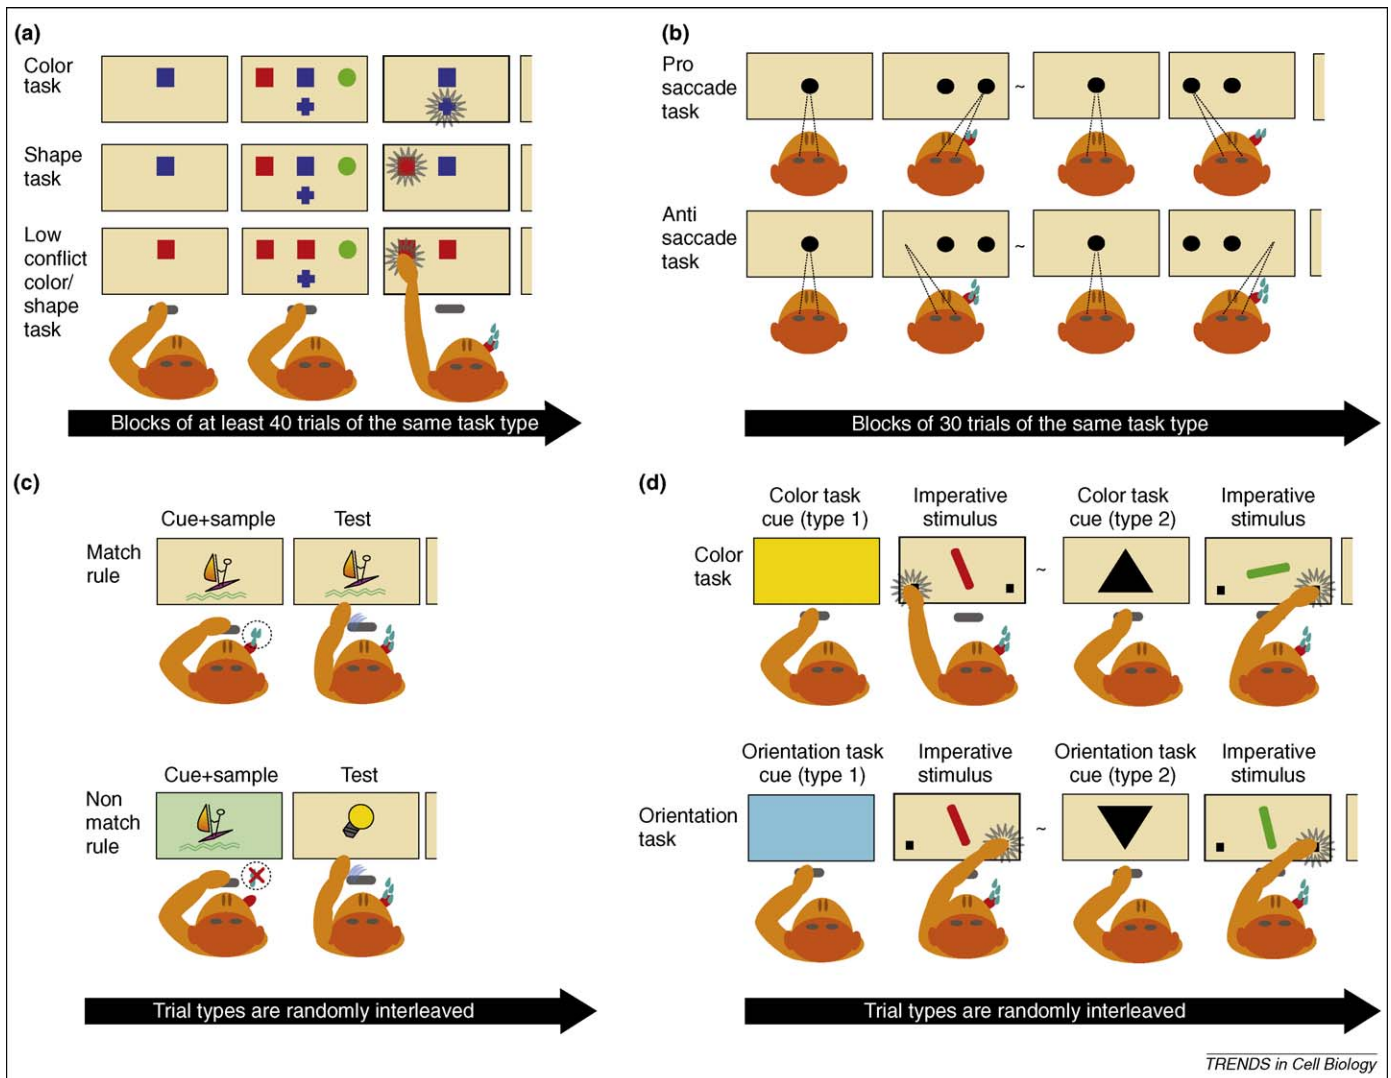 (a)
Color
task
Shape
task
Low
conflict
color/
shape
task
Blocks of at least 40 trials of the same task type
(b)
Pro
saccade
task
~
Anti
saccade
task
~
Blocks of 30 trials of the same task type
(c)
Cue+sample
Test
Match
rule
Cue+sample
Test
Non
match
rule
Trial types are randomly interleaved
(d)
Color task
cue (type 1)
Imperative
stimulus
Color task
cue (type 2)
Imperative
stimulus
Color
task
~
Orientation task
cue (type 1)
Imperative
stimulus
Orientation task
cue (type 2)
Imperative
stimulus
Orientation
task
~
Trial types are randomly interleaved
TRENDS in Cell Biology